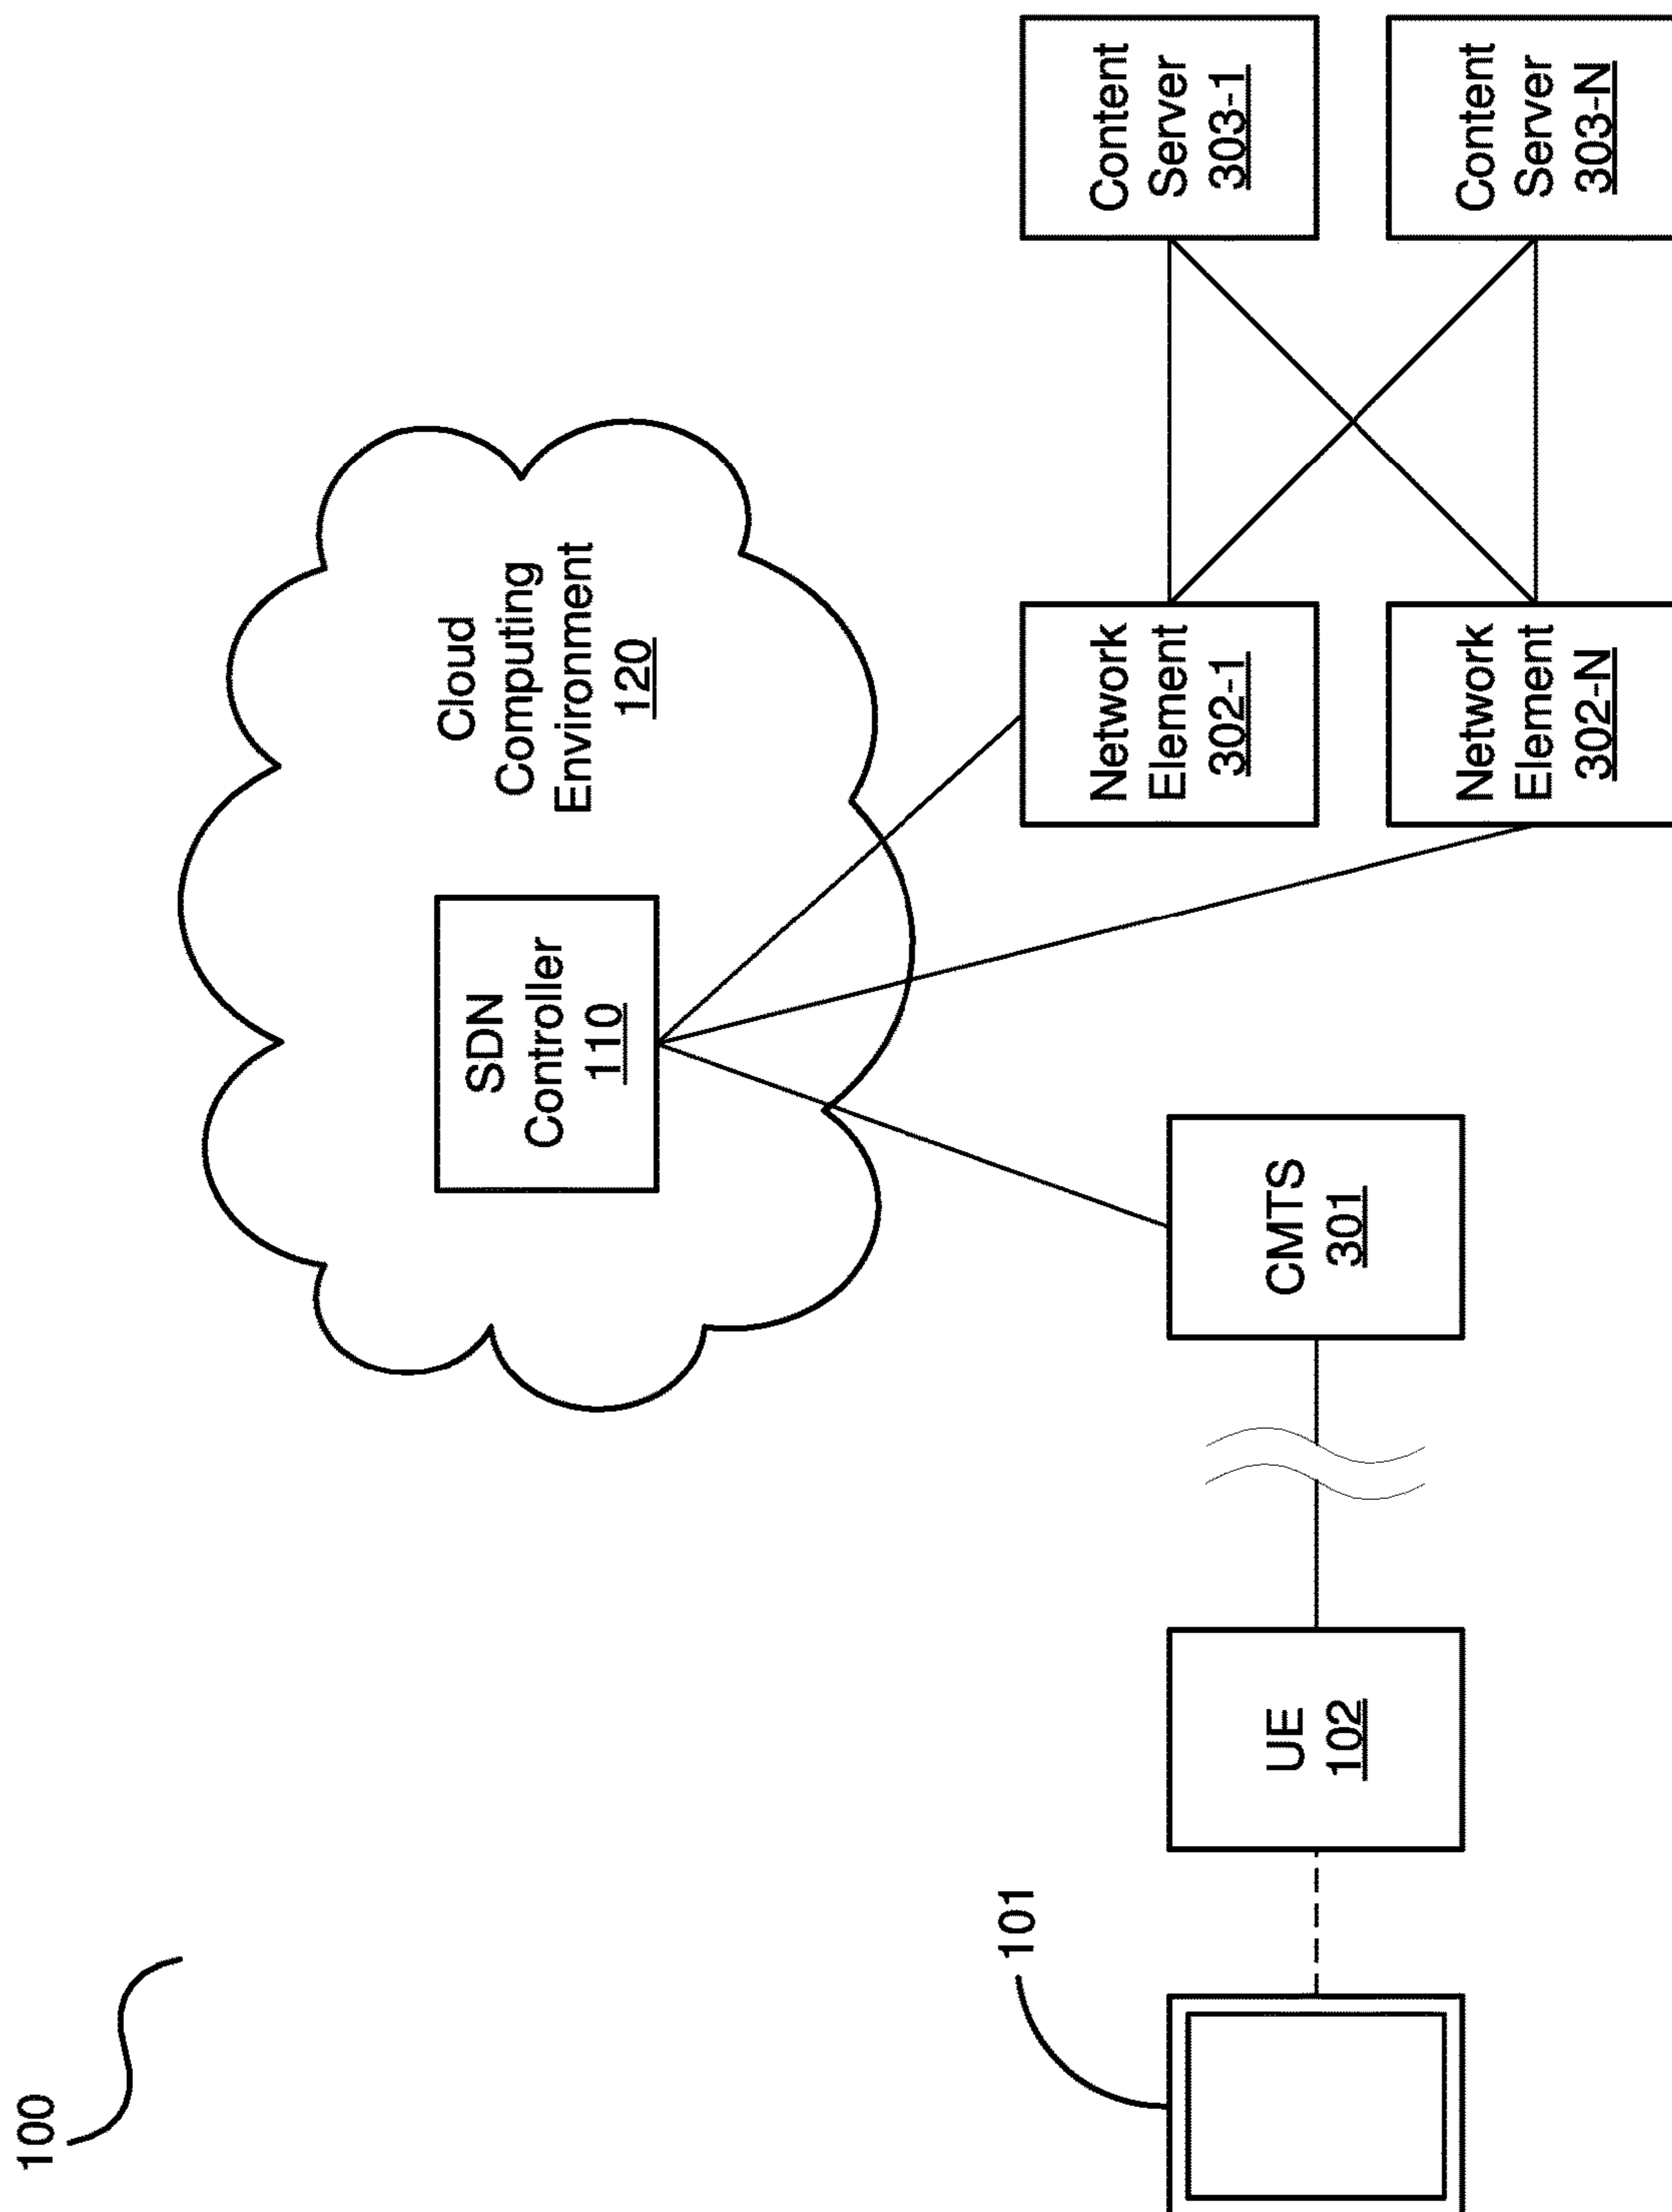 100
Cloud
Computing
Environment
120
SDN
Controller
110
101
UE
102
CMTS
301
Network
Element
302-1
Content
Server
303-1
Network
Element
302-N
Content
Server
303-N